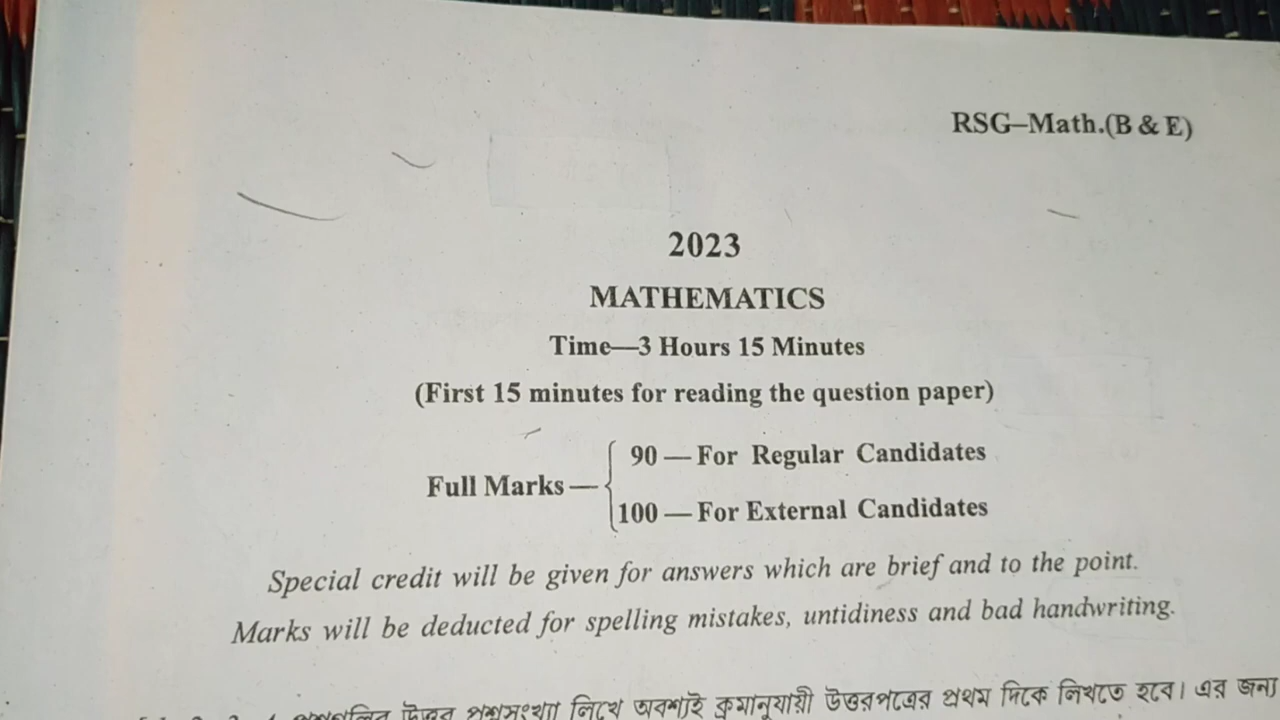 RSG–Math.(B & E)
2023
MATHEMATICS
Time—3 Hours 15 Minutes
(First 15 minutes for reading the question paper)
90 — For Regular Candidates
Full Marks —
100 — For External Candidates
Special credit will be given for answers which are brief and to the point.
Marks will be deducted for spelling mistakes, untidiness and bad handwriting.
উত্তর প্রশ্নসংখ্যা লিখে অবশ্যই ক্রমানুযায়ী উত্তরপত্রের প্রথম দিকে লিখতে হবে। এর জন্য